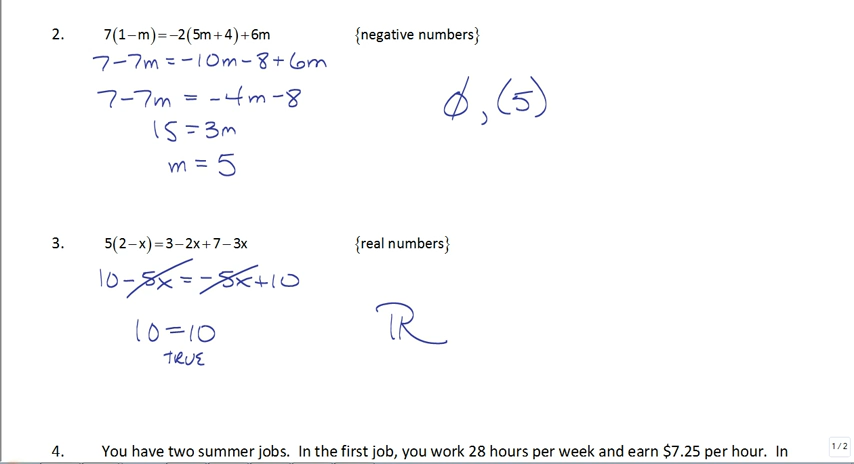 2. 7(1−m)=−2(5m+4)+6m {negative numbers}
7-7m = -10m-8+6m
7-7m = -4m-8
∅, (5)
15 = 3m
m = 5
3. 5(2−x)=3−2x+7−3x {real numbers}
10-5x = -5x+10
10=10
ℝ
TRUE
4. You have two summer jobs. In the first job, you work 28 hours per week and earn $7.25 per hour. In
1/2